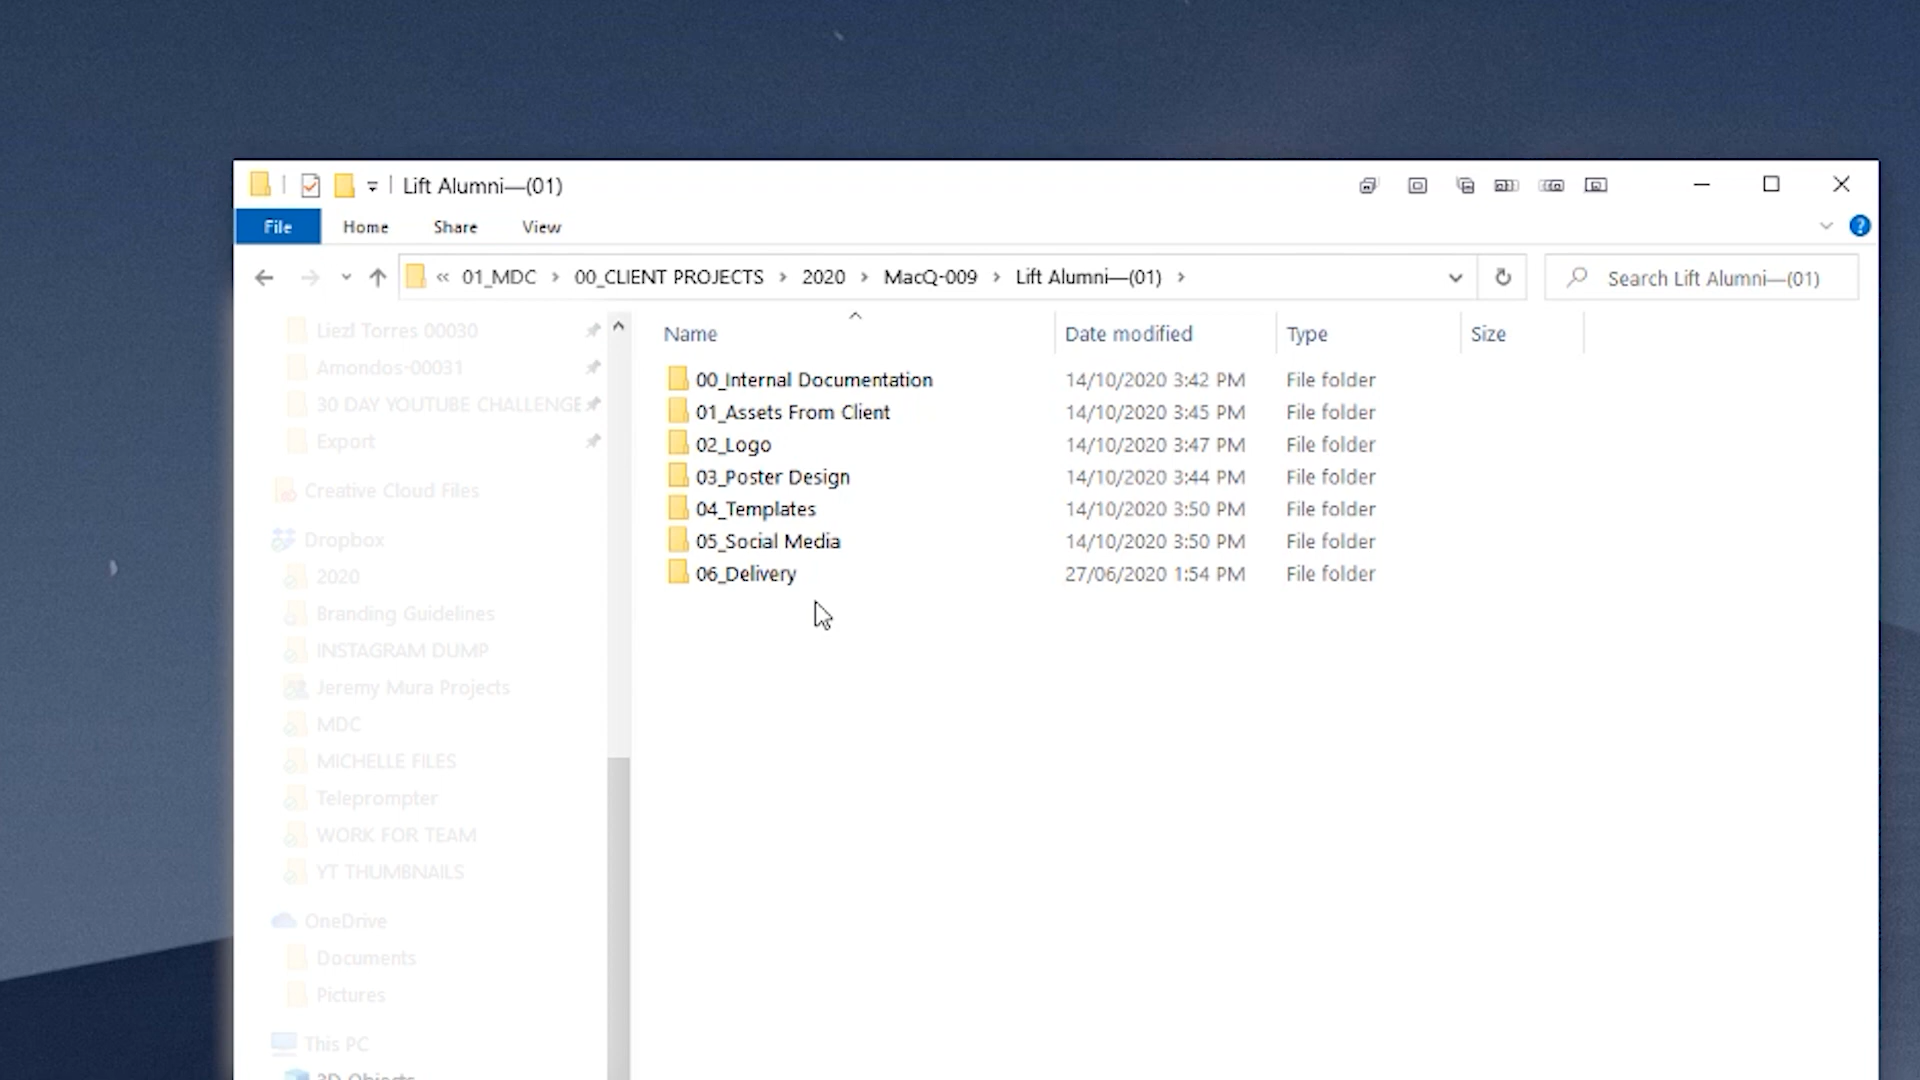 Lift Alumni—(01)
File Home Share View
« 01_MDC › 00_CLIENT PROJECTS › 2020 › MacQ-009 › Lift Alumni—(01) ›
Search Lift Alumni—(01)
Liezl Torres 00030
Amondos-00031
30 DAY YOUTUBE CHALLENGE
Export
Creative Cloud Files
Dropbox
2020
Branding Guidelines
INSTAGRAM DUMP
Jeremy Mura Projects
MDC
MICHELLE FILES
Teleprompter
WORK FOR TEAM
YT THUMBNAILS
OneDrive
Documents
Pictures
This PC
3D Objects
Name Date modified Type Size
00_Internal Documentation 14/10/2020 3:42 PM File folder
01_Assets From Client 14/10/2020 3:45 PM File folder
02_Logo 14/10/2020 3:47 PM File folder
03_Poster Design 14/10/2020 3:44 PM File folder
04_Templates 14/10/2020 3:50 PM File folder
05_Social Media 14/10/2020 3:50 PM File folder
06_Delivery 27/06/2020 1:54 PM File folder